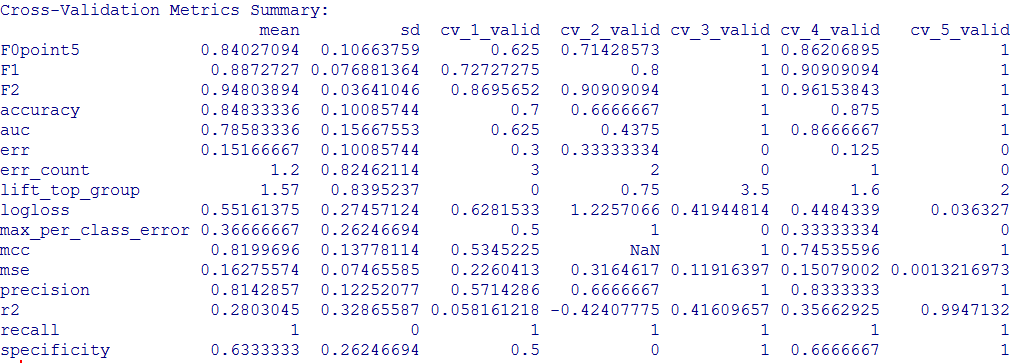 Cross-Validation Metrics Summary:
mean sd cv_1_valid cv_2_valid cv_3_valid cv_4_valid cv_5_valid
F0point5 0.84027094 0.10663759 0.625 0.71428573 1 0.86206895 1
F1 0.8872727 0.076881364 0.72727275 0.8 1 0.90909094 1
F2 0.94803894 0.03641046 0.8695652 0.90909094 1 0.96153843 1
accuracy 0.84833336 0.10085744 0.7 0.6666667 1 0.875 1
auc 0.78583336 0.15667553 0.625 0.4375 1 0.8666667 1
err 0.15166667 0.10085744 0.3 0.33333334 0 0.125 0
err_count 1.2 0.82462114 3 2 0 1 0
lift_top_group 1.57 0.8395237 0 0.75 3.5 1.6 2
logloss 0.55161375 0.27457124 0.6281533 1.2257066 0.41944814 0.4484339 0.036327
max_per_class_error 0.36666667 0.26246694 0.5 1 0 0.33333334 0
mcc 0.8199696 0.13778114 0.5345225 NaN 1 0.74535596 1
mse 0.16275574 0.07465585 0.2260413 0.3164617 0.11916397 0.15079002 0.0013216973
precision 0.8142857 0.12252077 0.5714286 0.6666667 1 0.8333333 1
r2 0.2803045 0.32865587 0.058161218 -0.42407775 0.41609657 0.35662925 0.9947132
recall 1 0 1 1 1 1 1
specificity 0.6333333 0.26246694 0.5 0 1 0.6666667 1